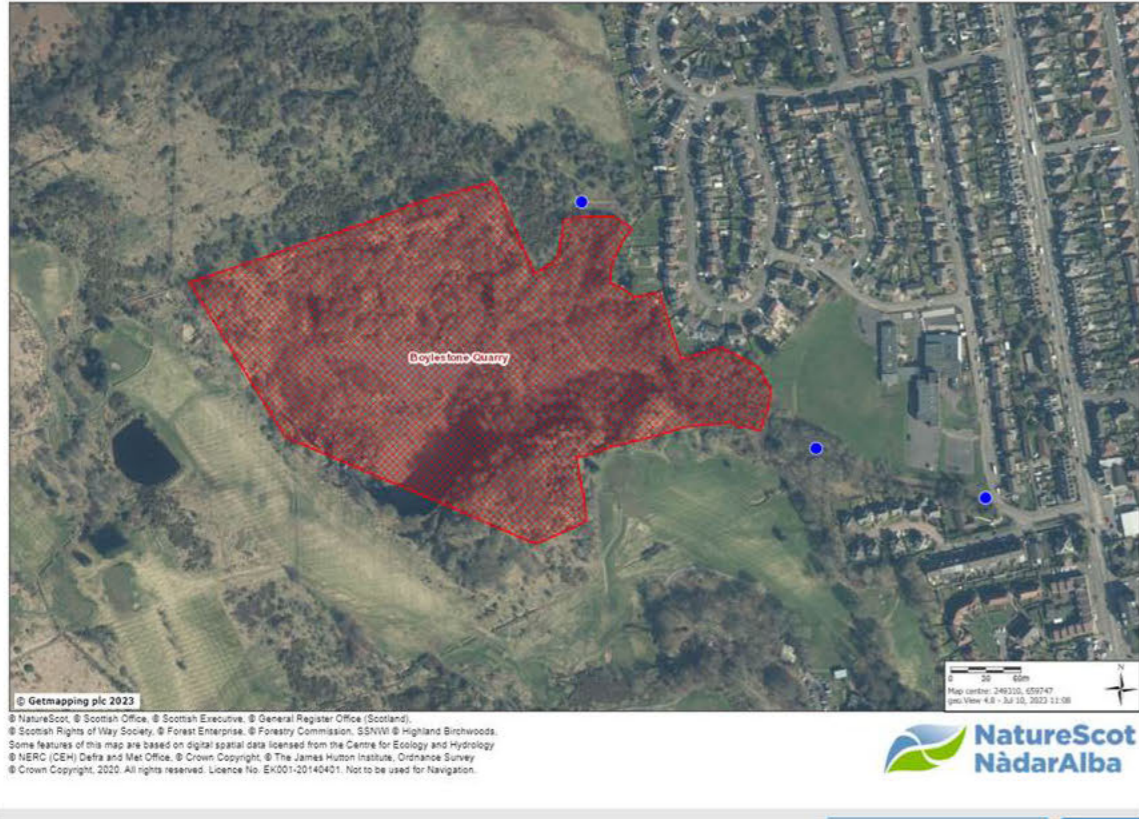 Boylestone Quarry
© Getmapping plc 2023
0 30 60m
N
Map centre: 249310, 659747
geo.View 4.8 - Jul 10, 2023 11:08
© NatureScot, © Scottish Office, © Scottish Executive, © General Register Office (Scotland),
© Scottish Rights of Way Society, © Forest Enterprise, © Forestry Commission, SSNWI © Highland Birchwoods.
Some features of this map are based on digital spatial data licensed from the Centre for Ecology and Hydrology
© NERC (CEH) Defra and Met Office, © Crown Copyright, © The James Hutton Institute, Ordnance Survey
© Crown Copyright, 2020. All rights reserved. Licence No. EK001-20140401. Not to be used for Navigation.
NatureScot
NàdarAlba